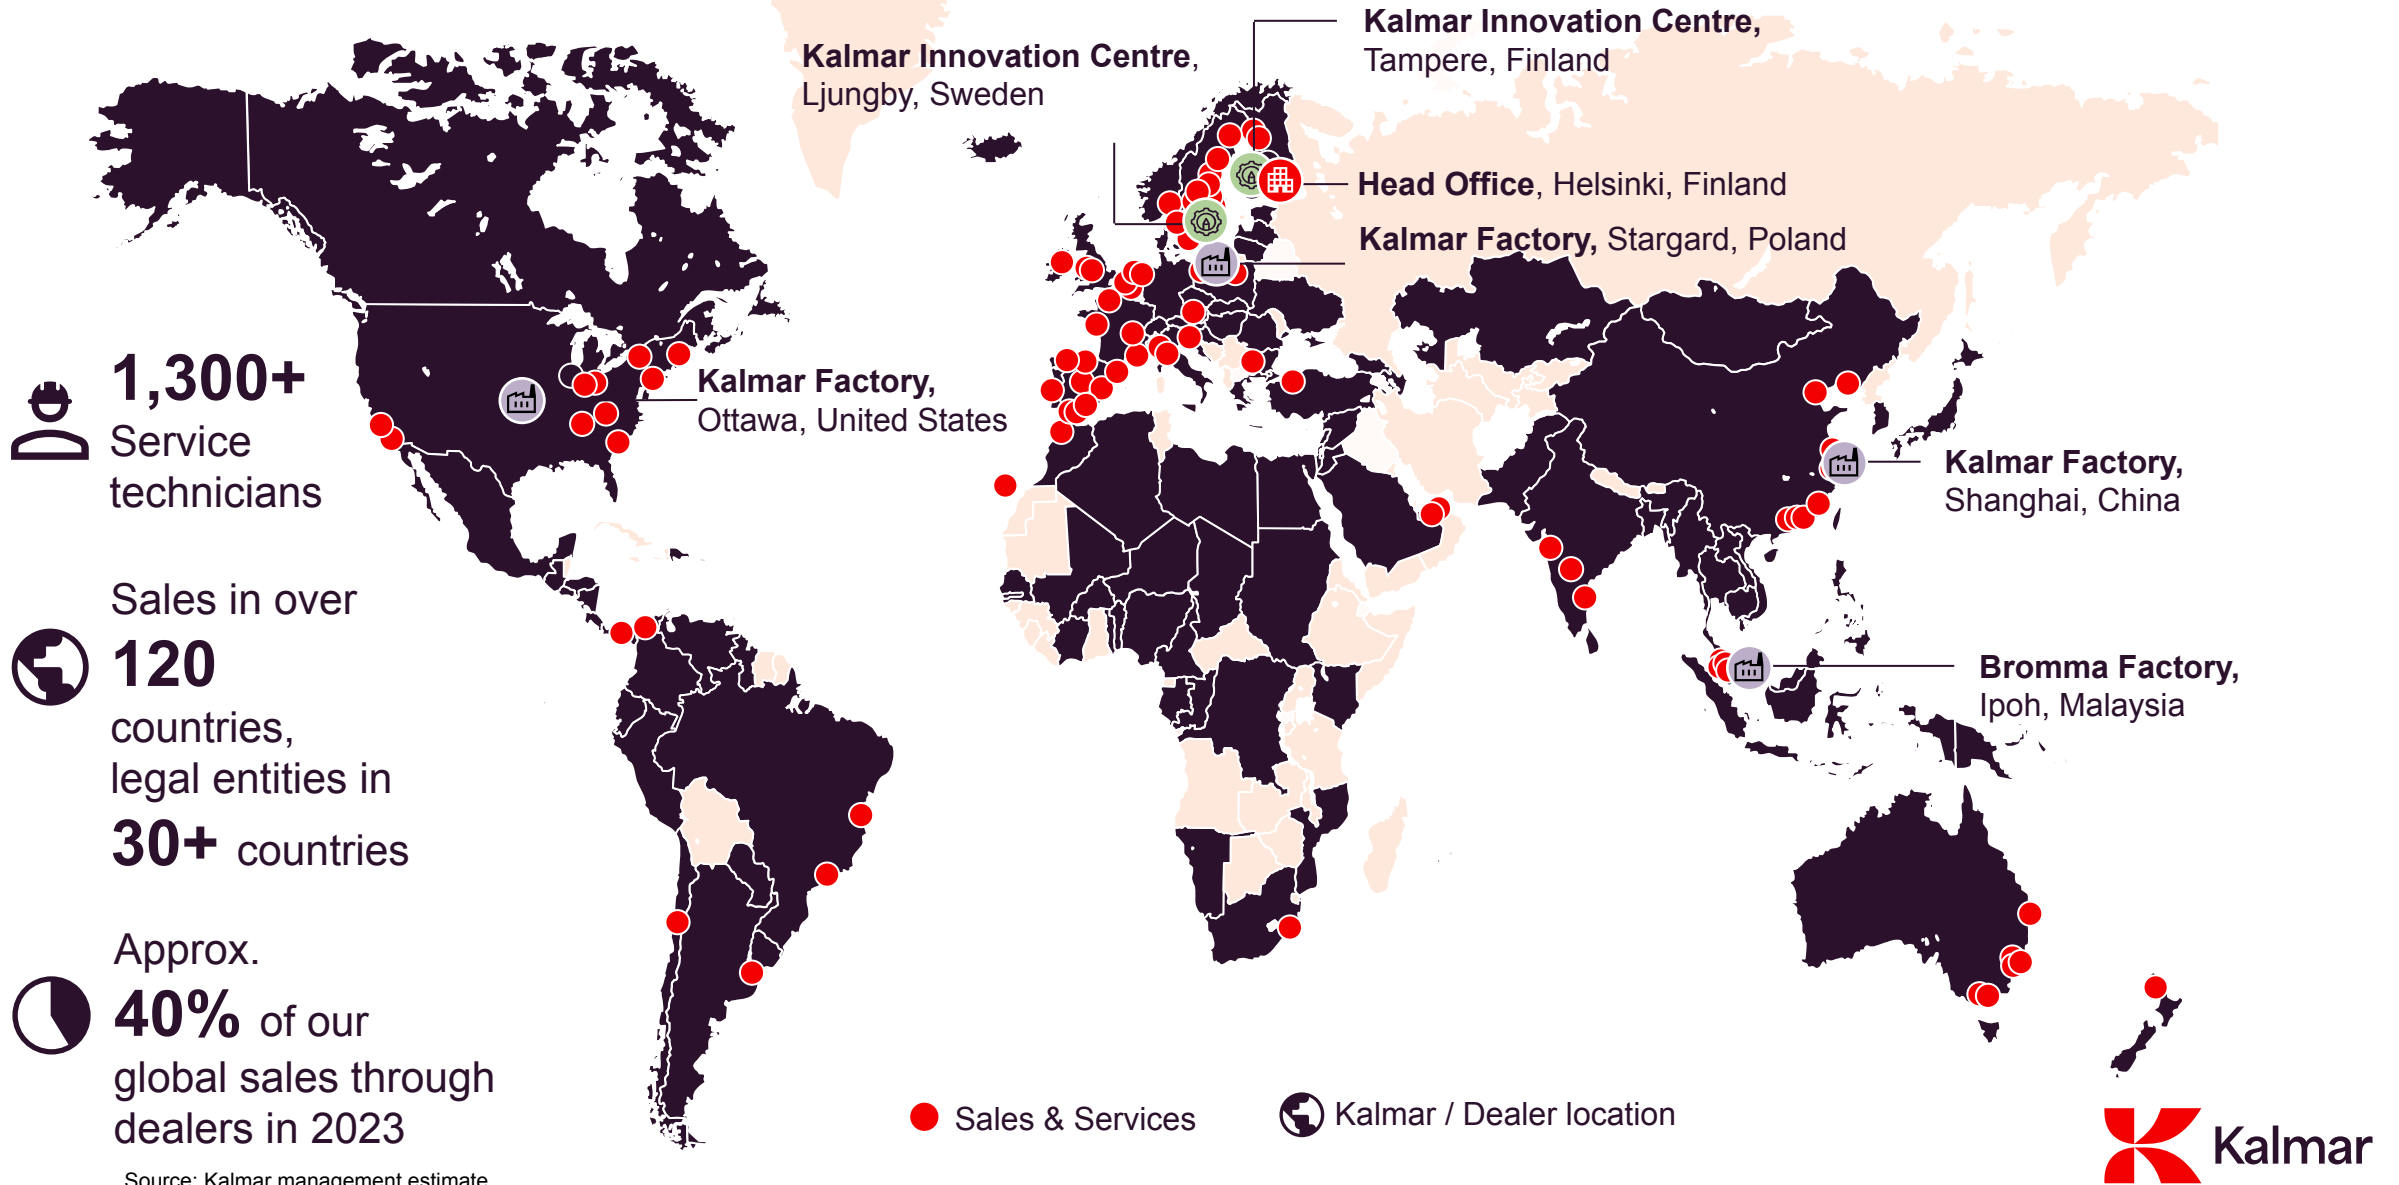 Kalmar Innovation Centre,
Tampere, Finland
Kalmar Innovation Centre,
Ljungby, Sweden
Head Office, Helsinki, Finland
Kalmar Factory, Stargard, Poland
1,300+
Service
technicians
Kalmar Factory,
Ottawa, United States
Kalmar Factory,
Shanghai, China
Sales in over
120
countries,
legal entities in
30+ countries
Bromma Factory,
Ipoh, Malaysia
Approx.
40% of our
global sales through
dealers in 2023
Sales & Services
Kalmar / Dealer location
Kalmar
Source: Kalmar management estimate